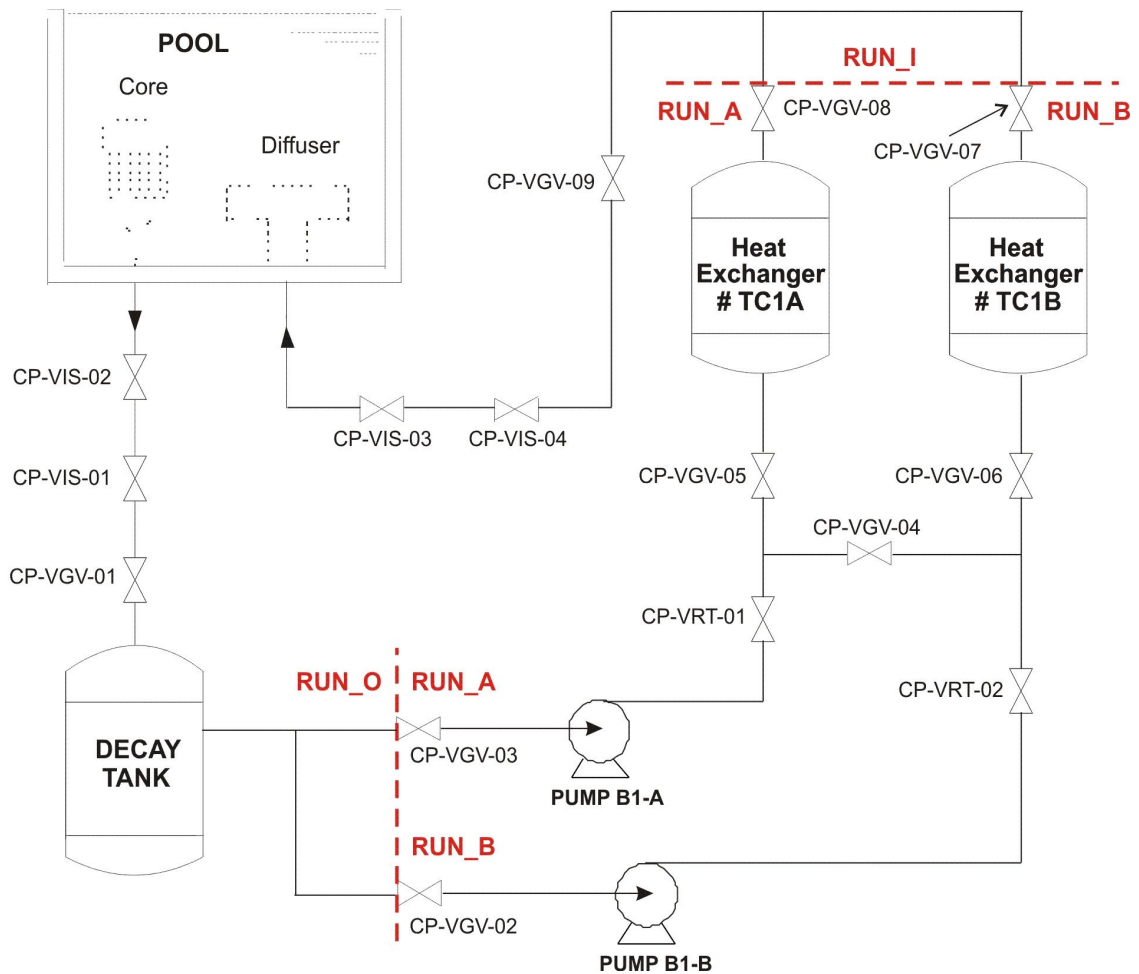 POOL
Core
Diffuser
RUN_I
RUN_A
CP-VGV-08
RUN_B
CP-VGV-07
CP-VGV-09
Heat
Exchanger
# TC1A
Heat
Exchanger
# TC1B
CP-VIS-02
CP-VIS-03
CP-VIS-04
CP-VIS-01
CP-VGV-05
CP-VGV-06
CP-VGV-04
CP-VGV-01
CP-VRT-01
RUN_O
RUN_A
CP-VRT-02
DECAY
TANK
CP-VGV-03
PUMP B1-A
RUN_B
CP-VGV-02
PUMP B1-B